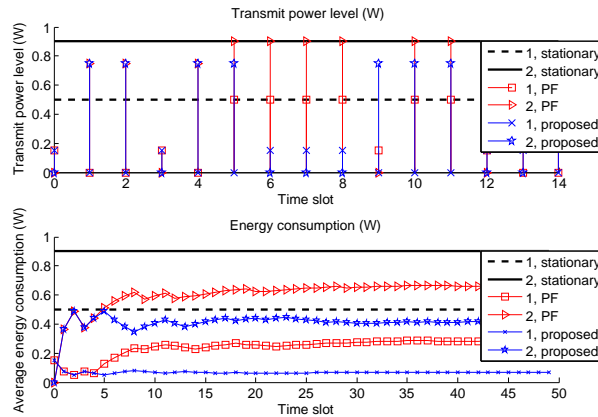 Transmit power level (W)
Transmit power level (W)
1
0.8
0.6
0.4
0.2
0
0 2 4 6 8 10 12 14
Time slot
1, stationary
2, stationary
1, PF
2, PF
1, proposed
2, proposed
Energy consumption (W)
Average energy consumption (W)
1
0.8
0.6
0.4
0.2
0
0 5 10 15 20 25 30 35 40 45 50
Time slot
1, stationary
2, stationary
1, PF
2, PF
1, proposed
2, proposed